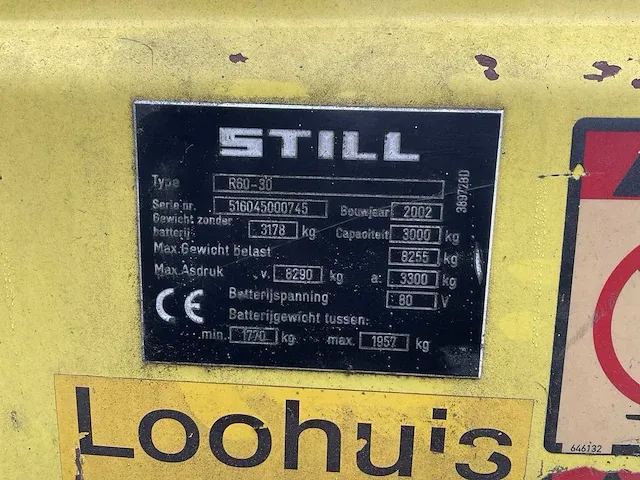 STILL
Type R60-30
Serie nr. 516045000745 Bouwjaar 2002
Gewicht zonder batterij 3178 kg Capaciteit 3000 kg
Max.Gewicht belast 8255 kg
Max.Asdruk v. 8290 kg a. 3300 kg
Batterijspanning 80 V
Batterijgewicht tussen:
min. 1770 kg max. 1957 kg
CE
389728D
Loohuis
646132